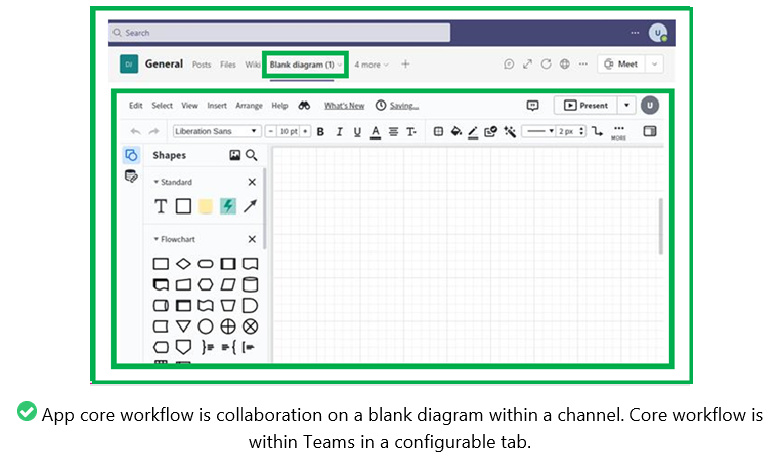 Search
U
DI General Posts Files Wiki Blank diagram (1) 4 more + Meet
Edit Select View Insert Arrange Help What's New Saving... Present U
Liberation Sans - 10 pt + B I U A T- 2 px MORE
Shapes
Standard
T
Flowchart
App core workflow is collaboration on a blank diagram within a channel. Core workflow is
within Teams in a configurable tab.